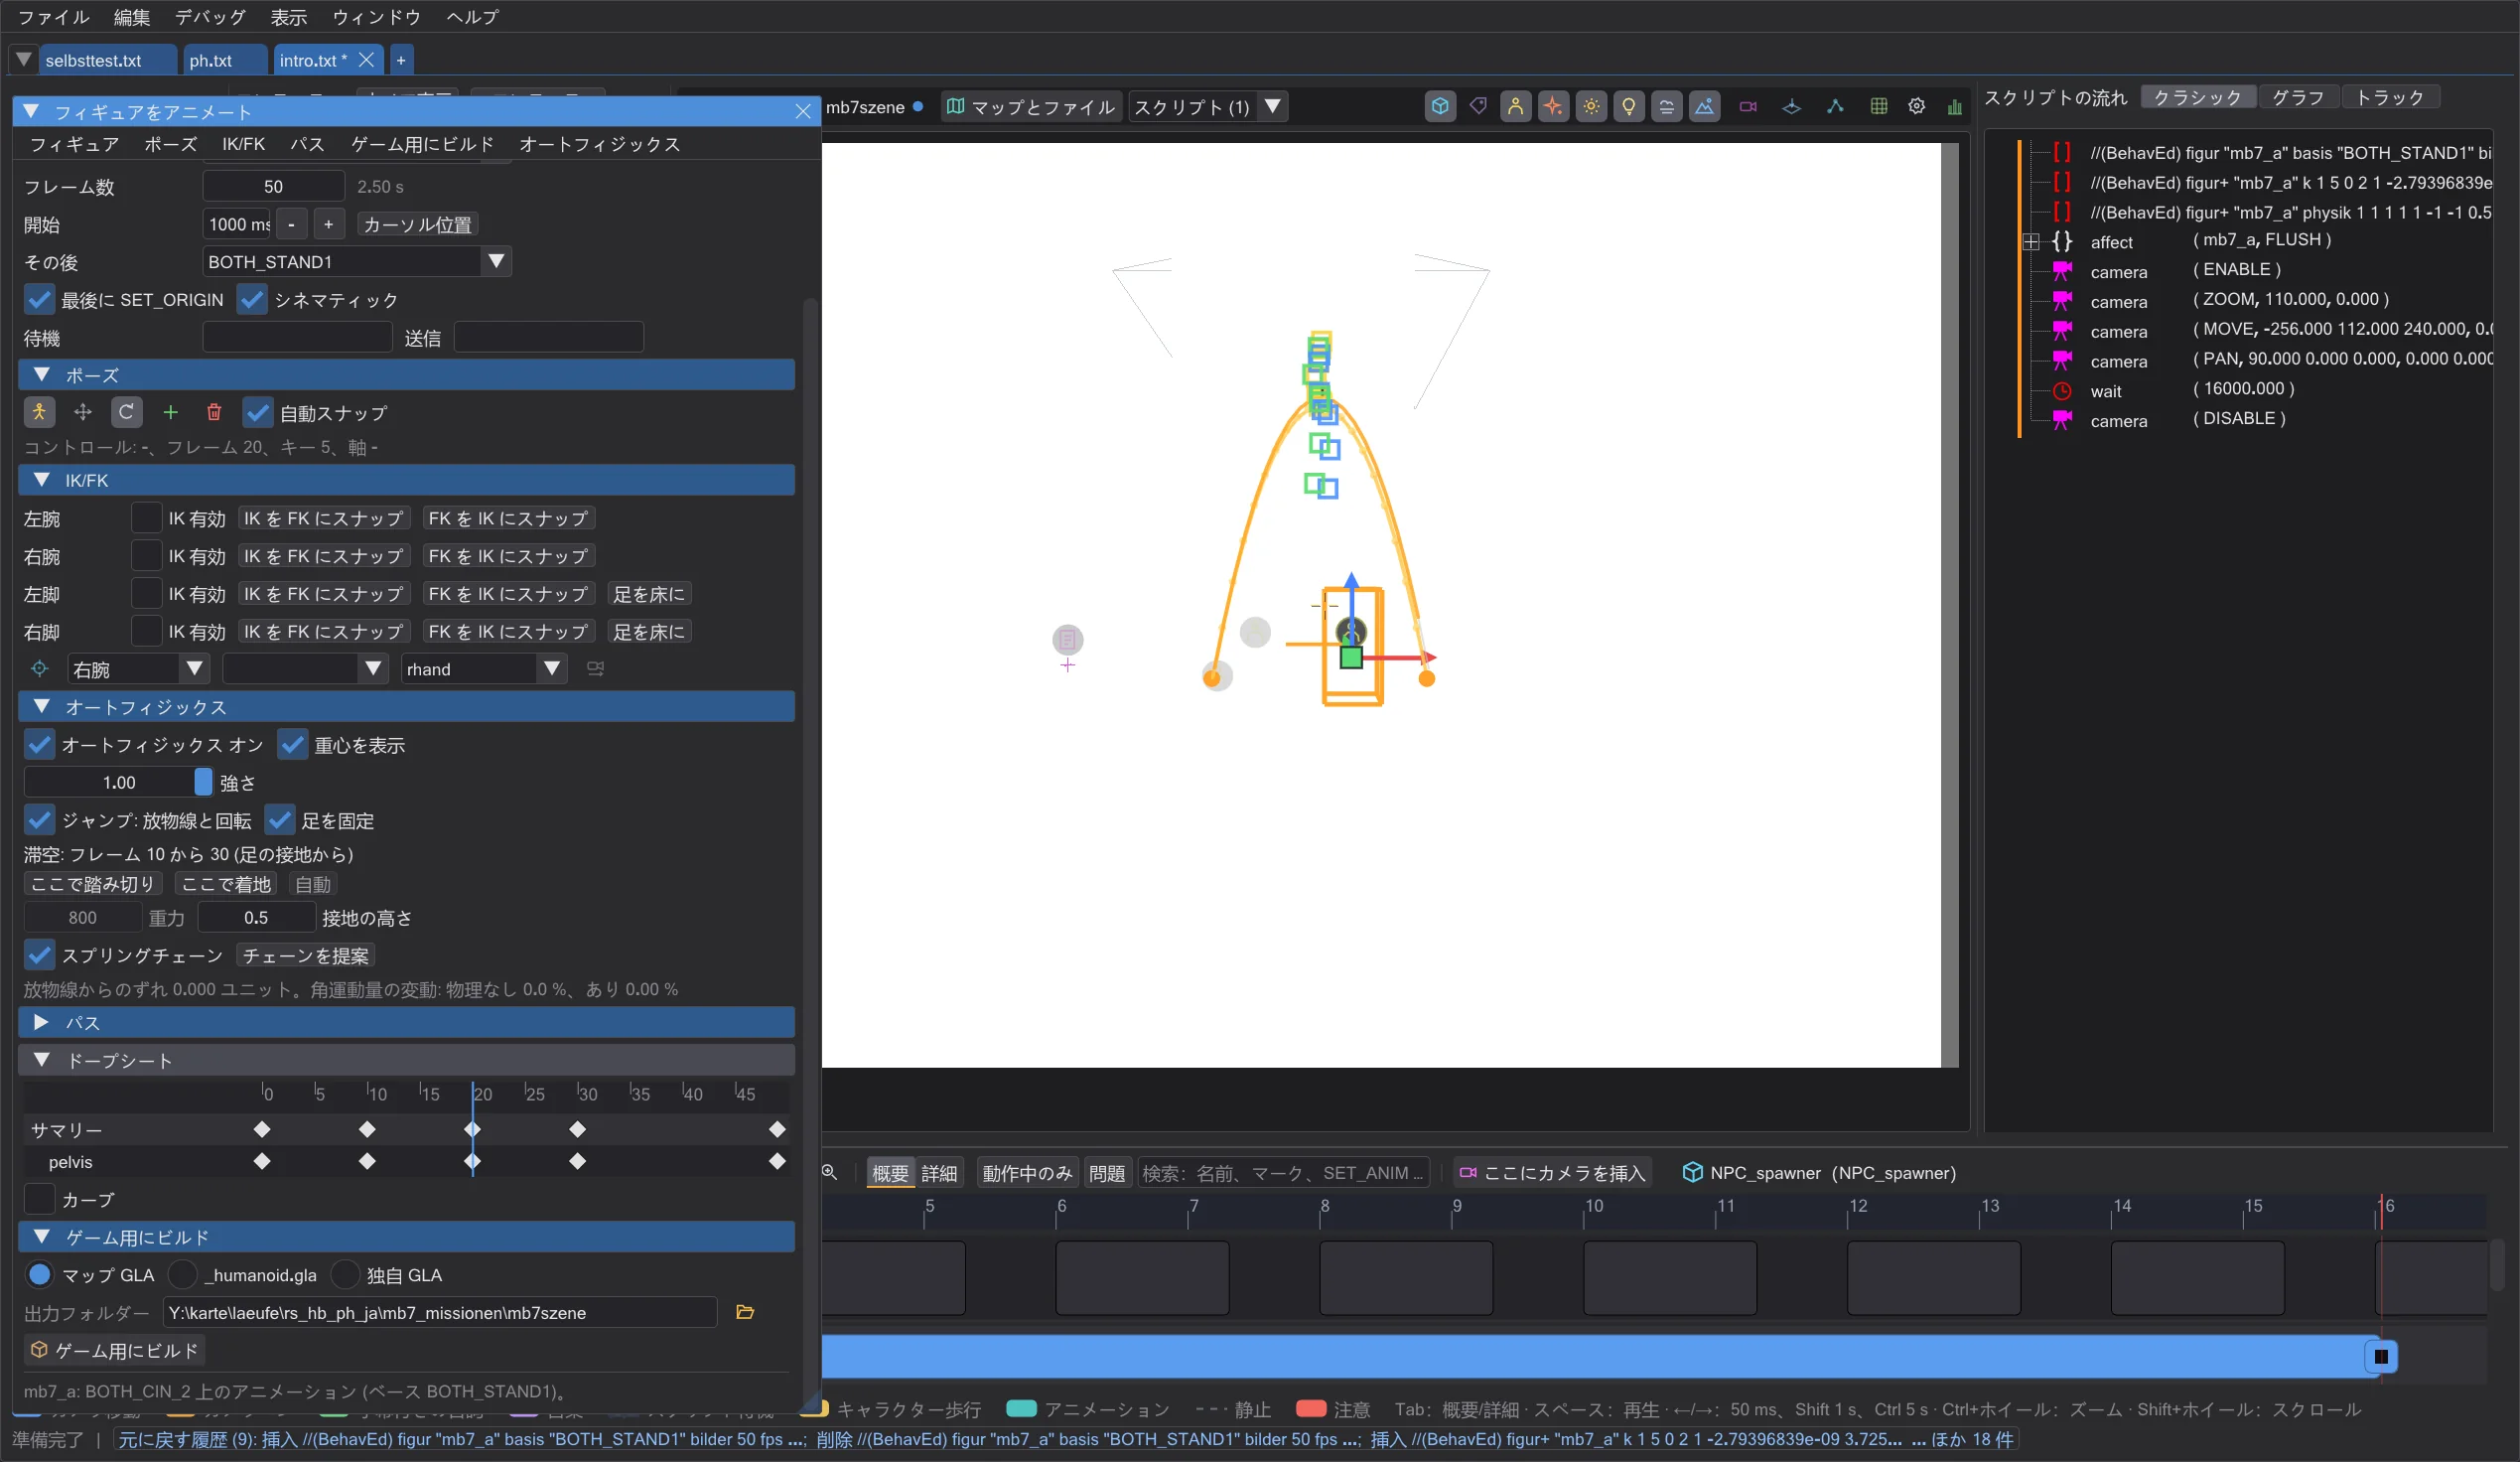 ファイル 編集 デバッグ 表示 ウィンドウ ヘルプ
selbsttest.txt ph.txt intro.txt * +
フィギュアをアニメート
フィギュア ポーズ IK/FK パス ゲーム用にビルド オートフィジックス
フレーム数 50 2.50 s
開始 1000 ms - + カーソル位置
その後 BOTH_STAND1
最後に SET_ORIGIN シネマティック
待機 送信
ポーズ
自動スナップ
コントロール: -、フレーム 20、キー 5、軸 -
IK/FK
左腕 IK 有効 IK を FK にスナップ FK を IK にスナップ
右腕 IK 有効 IK を FK にスナップ FK を IK にスナップ
左脚 IK 有効 IK を FK にスナップ FK を IK にスナップ 足を床に
右脚 IK 有効 IK を FK にスナップ FK を IK にスナップ 足を床に
右腕 rhand
オートフィジックス
オートフィジックス オン 重心を表示
1.00 強さ
ジャンプ: 放物線と回転 足を固定
滞空: フレーム 10 から 30 (足の接地から)
ここで踏み切り ここで着地 自動
800 重力 0.5 接地の高さ
スプリングチェーン チェーンを提案
放物線からのずれ 0.000 ユニット。角運動量の変動: 物理なし 0.0 %、あり 0.00 %
パス
ドープシート
0 5 10 15 20 25 30 35 40 45
サマリー
pelvis
カーブ
ゲーム用にビルド
マップ GLA _humanoid.gla 独自 GLA
出力フォルダー Y:\karte\laeufe\rs_hb_ph_ja\mb7_missionen\mb7szene
ゲーム用にビルド
mb7_a: BOTH_CIN_2 上のアニメーション (ベース BOTH_STAND1)。
mb7szene マップとファイル スクリプト (1)
スクリプトの流れ クラシック グラフ トラック
//(BehavEd) figur "mb7_a" basis "BOTH_STAND1" bi
//(BehavEd) figur+ "mb7_a" k 1 5 0 2 1 -2.79396839e
//(BehavEd) figur+ "mb7_a" physik 1 1 1 1 1 -1 -1 0.5
affect ( mb7_a, FLUSH )
camera ( ENABLE )
camera ( ZOOM, 110.000, 0.000 )
camera ( MOVE, -256.000 112.000 240.000, 0.0
camera ( PAN, 90.000 0.000 0.000, 0.000 0.000
wait ( 16000.000 )
camera ( DISABLE )
概要 詳細 動作中のみ 問題 検索: 名前、マーク、SET_ANIM ... ここにカメラを挿入 NPC_spawner (NPC_spawner)
5 6 7 8 9 10 11 12 13 14 15 16
キャラクター歩行 アニメーション 静止 注意 Tab: 概要/詳細 · スペース: 再生 · ←/→: 50 ms、Shift 1 s、Ctrl 5 s · Ctrl+ホイール: ズーム · Shift+ホイール: スクロール
準備完了 | 元に戻す履歴 (9): 挿入 //(BehavEd) figur "mb7_a" basis "BOTH_STAND1" bilder 50 fps ...; 削除 //(BehavEd) figur "mb7_a" basis "BOTH_STAND1" bilder 50 fps ...; 挿入 //(BehavEd) figur+ "mb7_a" k 1 5 0 2 1 -2.79396839e-09 3.725... ... ほか 18 件